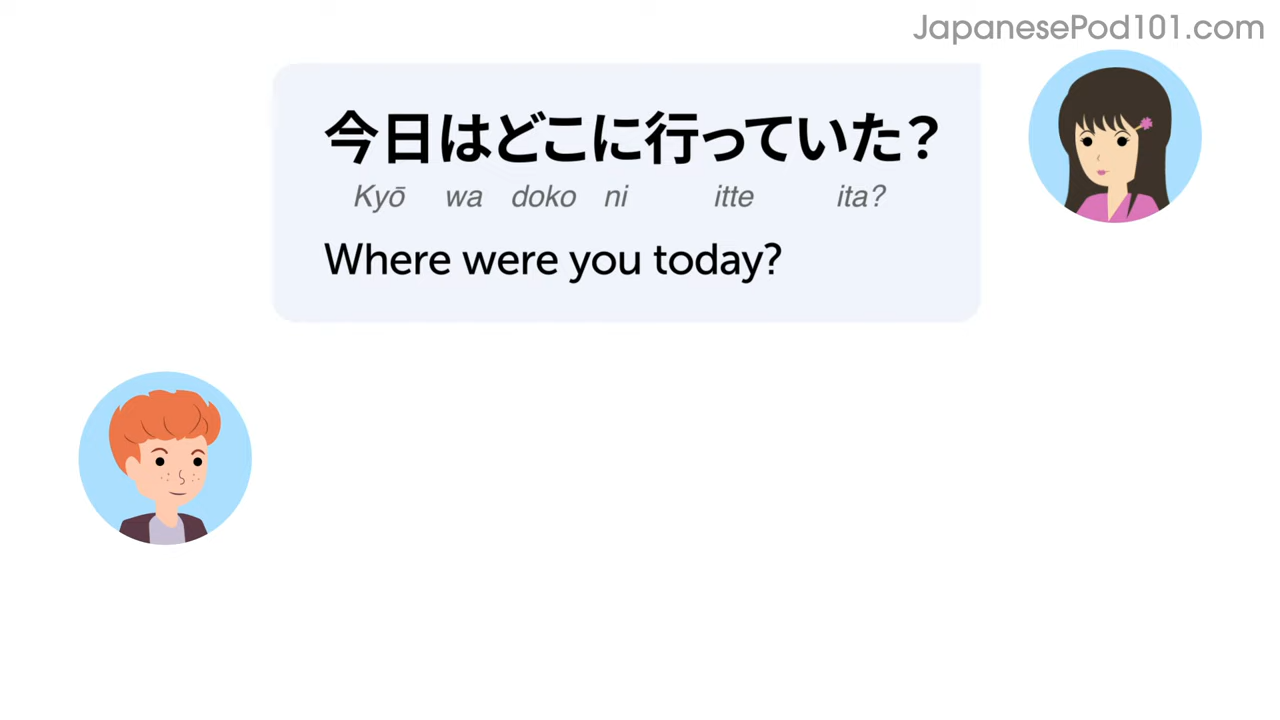 JapanesePod101.com
今日はどこに行っていた？
Kyō wa doko ni itte ita?
Where were you today?